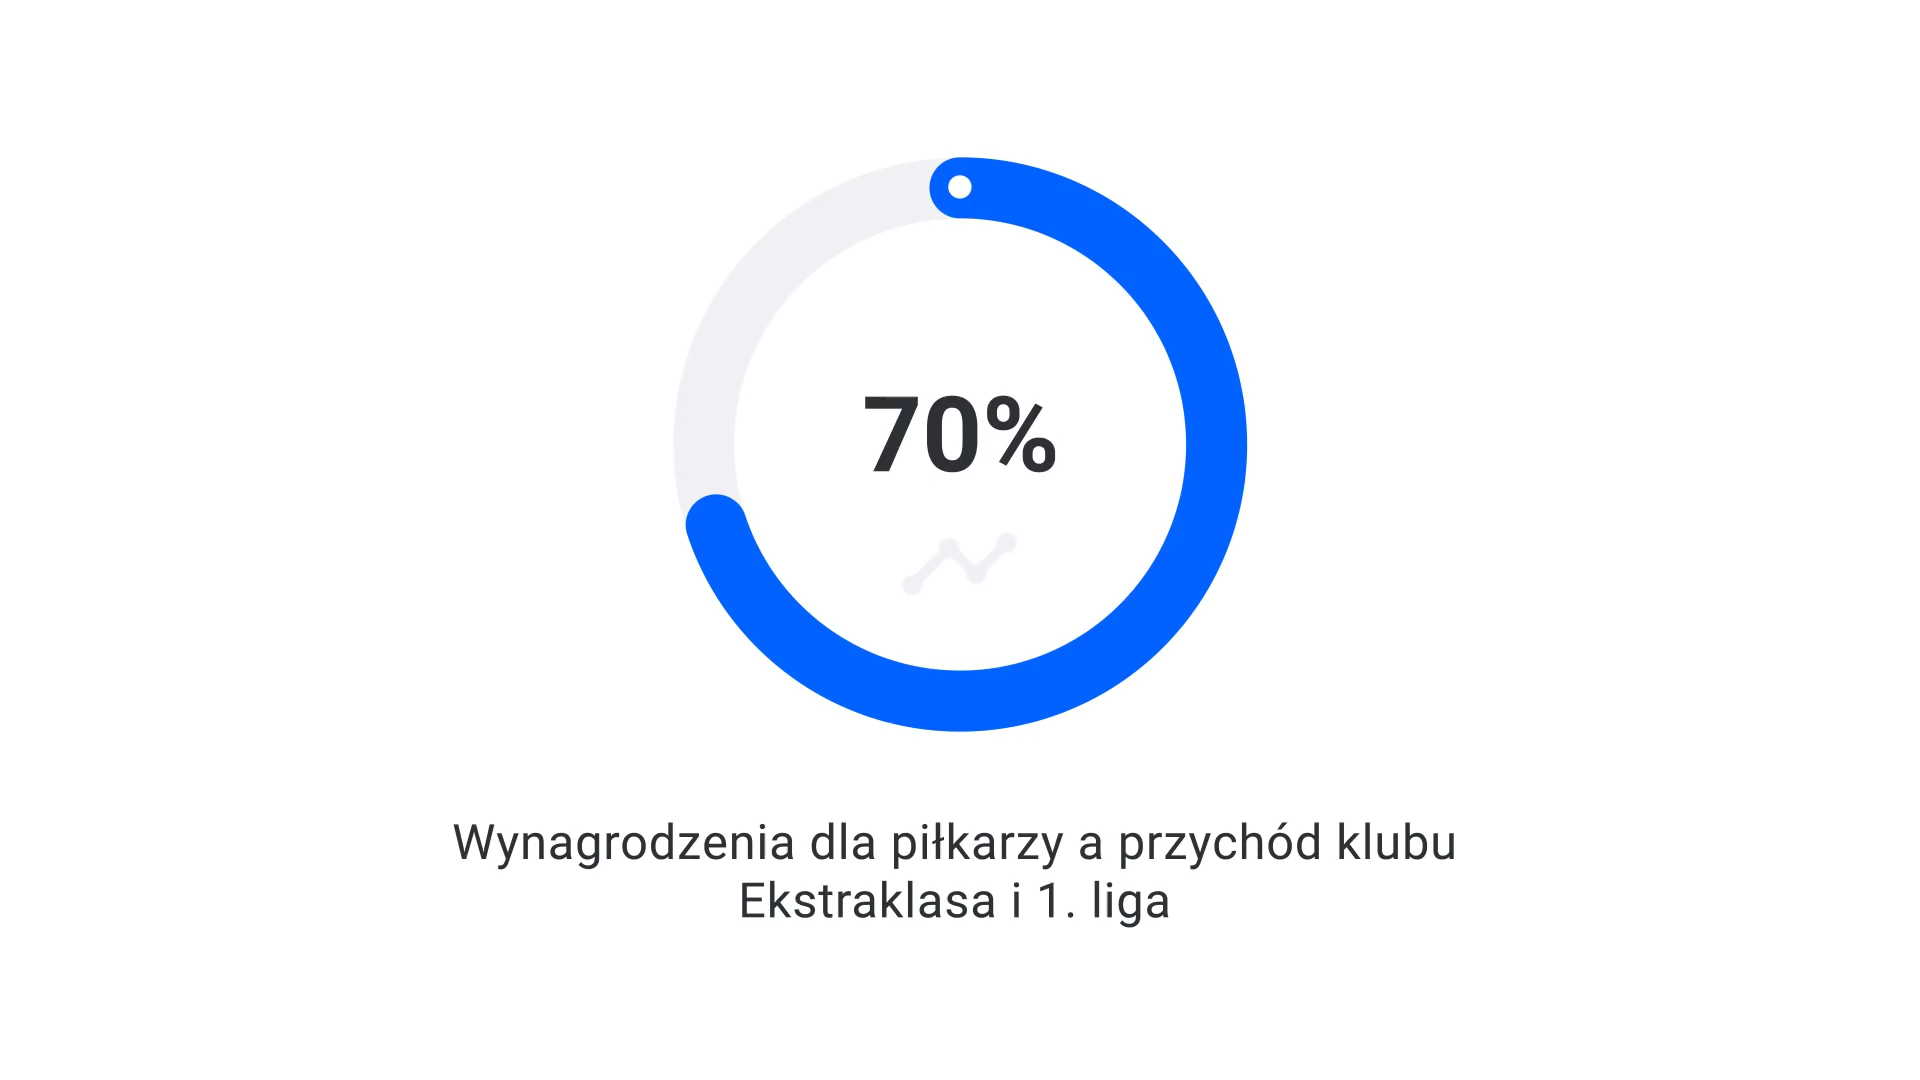 70%
Wynagrodzenia dla piłkarzy a przychód klubu
Ekstraklasa i 1. liga